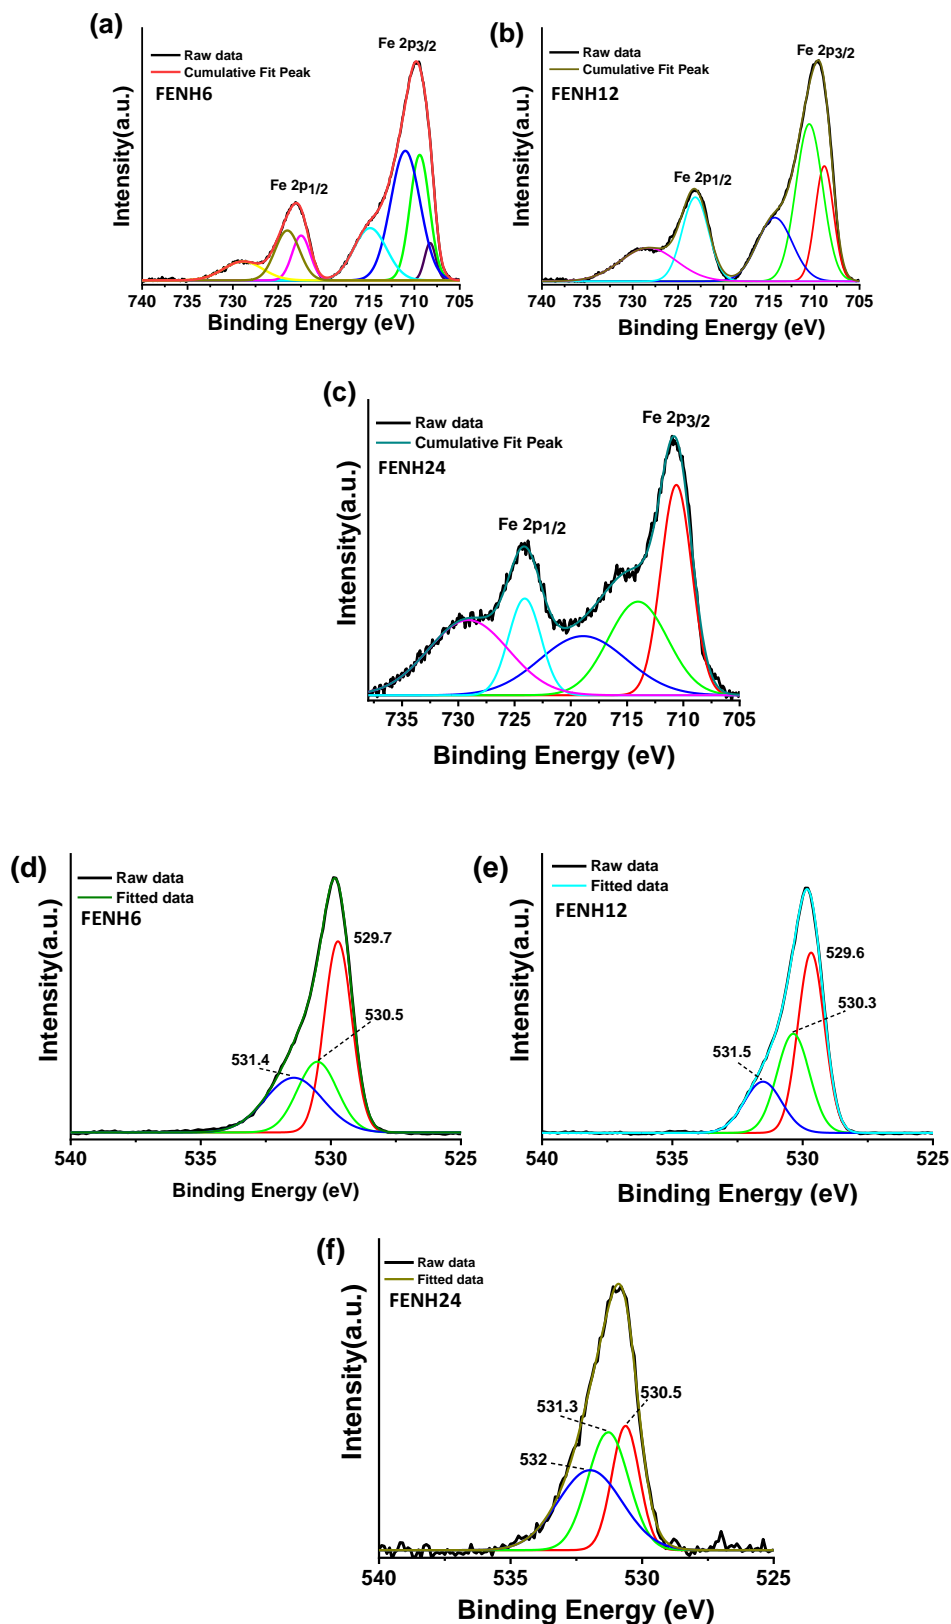 (a)
Raw data
Cumulative Fit Peak
FENH6
Fe 2p3/2
Fe 2p1/2
Intensity(a.u.)
740 735 730 725 720 715 710 705
Binding Energy (eV)
(b)
Raw data
Cumulative Fit Peak
FENH12
Fe 2p3/2
Fe 2p1/2
Intensity(a.u.)
740 735 730 725 720 715 710 705
Binding Energy (eV)
(c)
Raw data
Cumulative Fit Peak
FENH24
Fe 2p3/2
Fe 2p1/2
Intensity(a.u.)
735 730 725 720 715 710 705
Binding Energy (eV)
(d)
Raw data
Fitted data
FENH6
529.7
530.5
531.4
Intensity(a.u.)
540 535 530 525
Binding Energy (eV)
(e)
Raw data
Fitted data
FENH12
529.6
530.3
531.5
Intensity(a.u.)
540 535 530 525
Binding Energy (eV)
(f)
Raw data
Fitted data
FENH24
531.3
530.5
532
Intensity(a.u.)
540 535 530 525
Binding Energy (eV)